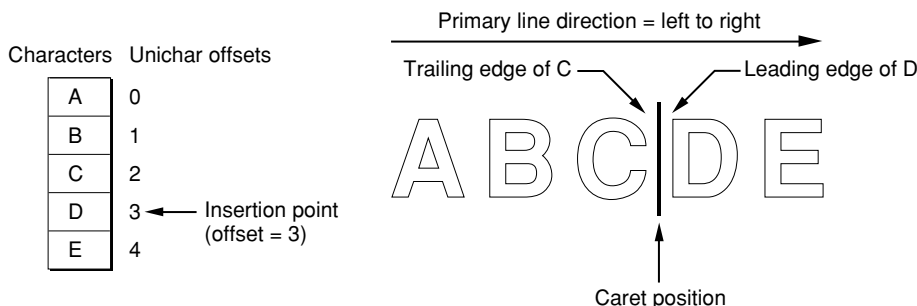 Characters Unichar offsets
A 0
B 1
C 2
D 3
E 4
Insertion point
(offset = 3)
Primary line direction = left to right
Trailing edge of C
Leading edge of D
A B C D E
Caret position